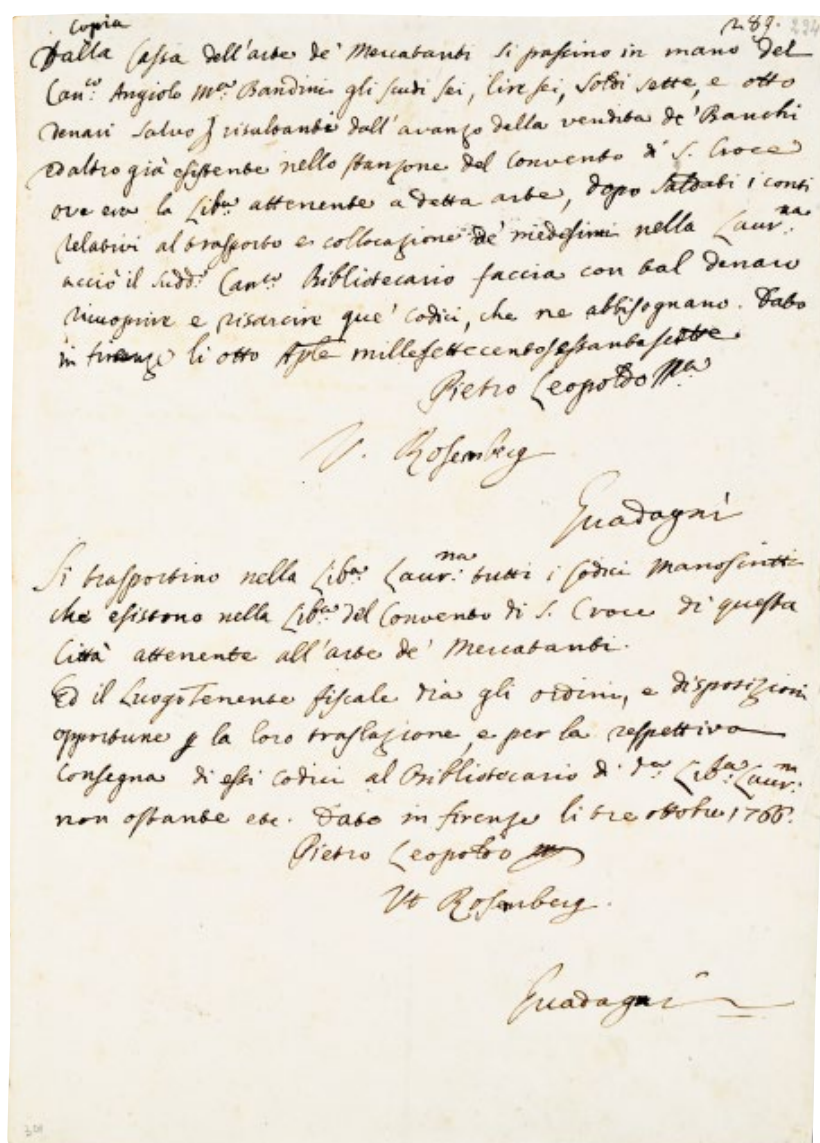 Copia
n. 89. 234
Dalla Cassa dell'arte de' Mercatanti si passino in mano del
Can.co Angiolo M.a Bandini gli scudi sei, lire sei, soldi sette, e otto
denari salvo risultanti dall'avanzo della vendita de' Banchi
ed altro già esistente nello stanzone del Convento di S. Croce
ove era la Lib.a attenente a detta arte, dopo saldati i conti
relativi al trasporto e collocazione de' medesimi nella Laur.na
acciò il sudd.o Can.co Bibliotecario faccia con tal denaro
ricuoprire e risarcire que' codici, che ne abbisognano. Dato
in firenze li otto Aple millesettecentosessantasette
Pietro Leopoldo
V. Rosenberg
Guadagni
Si trasportino nella Lib.a Laur.na tutti i Codici Manoscritti
che esistono nella Lib.a del Convento di S. Croce di questa
Città attenente all'arte de' Mercatanti.
Ed il LuogoTenente fiscale dia gli ordini, e disposizioni
opportune p la loro traslazione, e per la respettiva
Consegna di essi codici al Bibliotecario di d.a Lib.a Laur.na
non ostante etc. Dato in firenze li tre ottobre 1766.
Pietro Leopoldo
Vt Rosenberg.
Guadagni